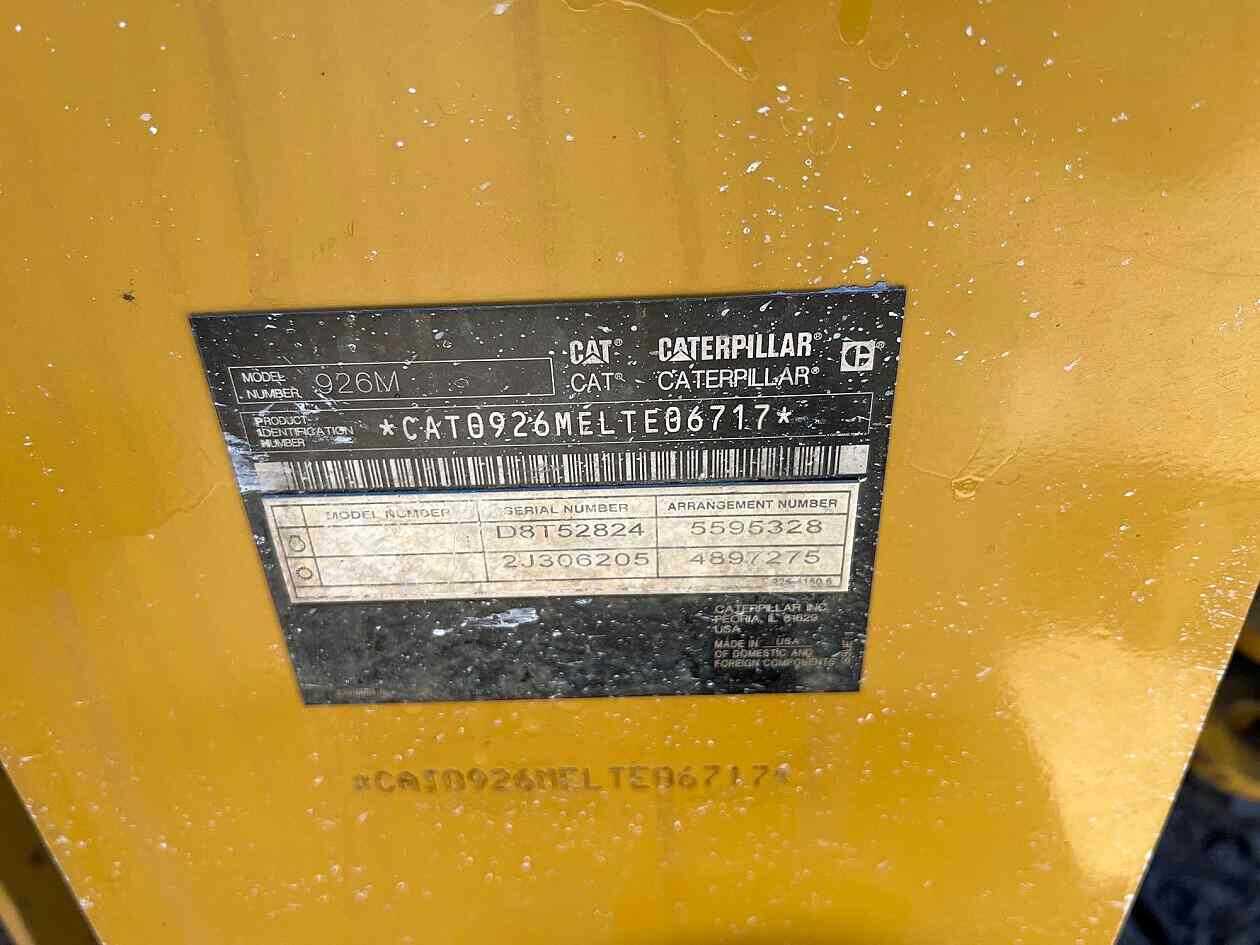 CAT® CATERPILLAR®
CAT® CATERPILLAR®
MODEL NUMBER 926M
PRODUCT IDENTIFICATION NUMBER *CAT0926MELTE06717*
MODEL NUMBER SERIAL NUMBER ARRANGEMENT NUMBER
D8T52824 5595328
2J306205 4897275
CATERPILLAR INC.
PEORIA, IL 61629
USA
MADE IN USA
OF DOMESTIC AND
FOREIGN COMPONENTS
*CAT0926MELTE06717*